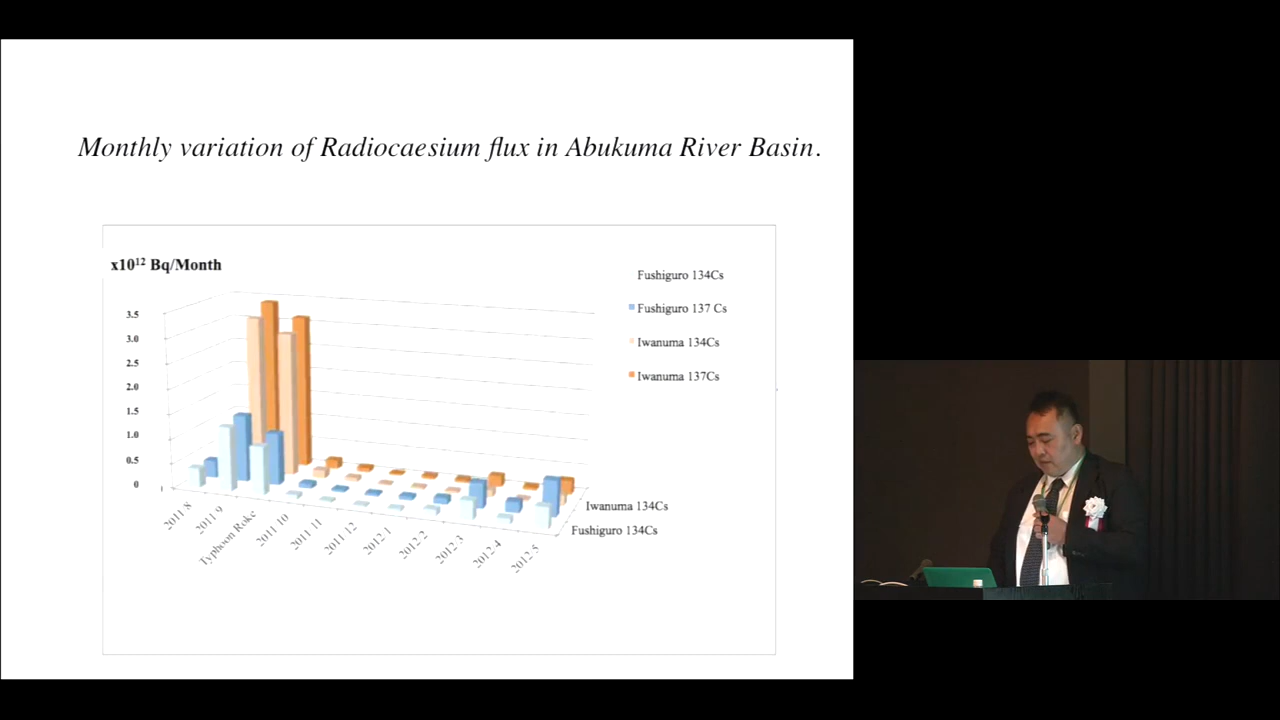 Monthly variation of Radiocaesium flux in Abukuma River Basin.
x10¹² Bq/Month
3.5
3.0
2.5
2.0
1.5
1.0
0.5
0
Fushiguro 134Cs
Fushiguro 137 Cs
Iwanuma 134Cs
Iwanuma 137Cs
Iwanuma 134Cs
Fushiguro 134Cs
2011 8
2011 9
Typhoon Roke
2011 10
2011 11
2011 12
2012 1
2012 2
2012 3
2012 4
2012 5